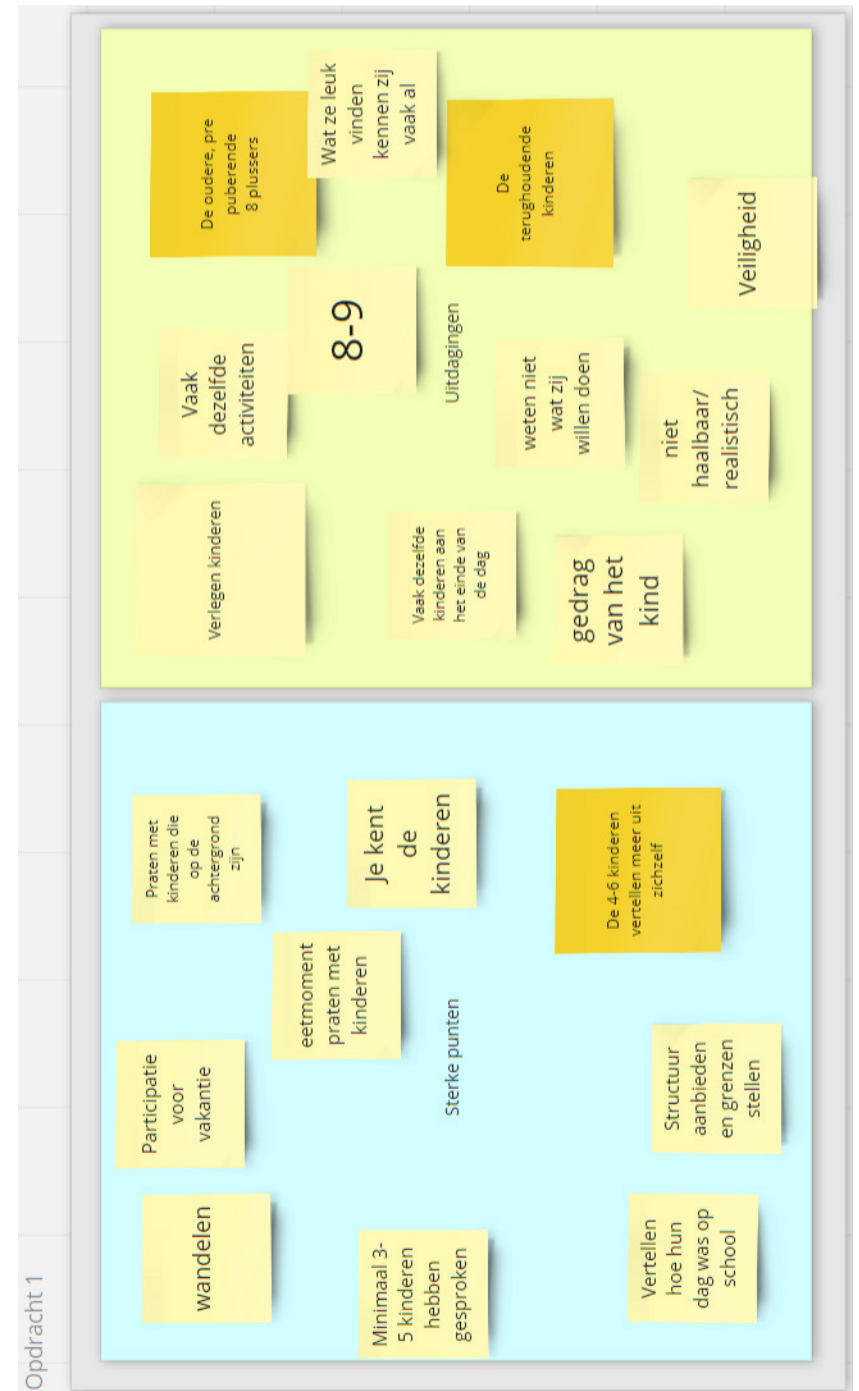 Opdracht 1
wandelen
Participatie
voor
vakantie
Praten met
kinderen die
op de
achtergrond
zijn
eetmoment
praten met
kinderen
Je kent
de
kinderen
Minimaal 3-
5 kinderen
hebben
gesproken
Sterke punten
Vertellen
hoe hun
dag was op
school
Structuur
aanbieden
en grenzen
stellen
De 4-6 kinderen
vertellen meer uit
zichzelf
Verlegen kinderen
Vaak
dezelfde
activiteiten
De oudere, pre
puberende
8 plussers
8-9
Wat ze leuk
vinden
kennen zij
vaak al
Vaak dezelfde
kinderen aan
het einde van
de dag
Uitdagingen
De
terughoudende
kinderen
weten niet
wat zij
willen doen
gedrag
van het
kind
niet
haalbaar/
realistisch
Veiligheid